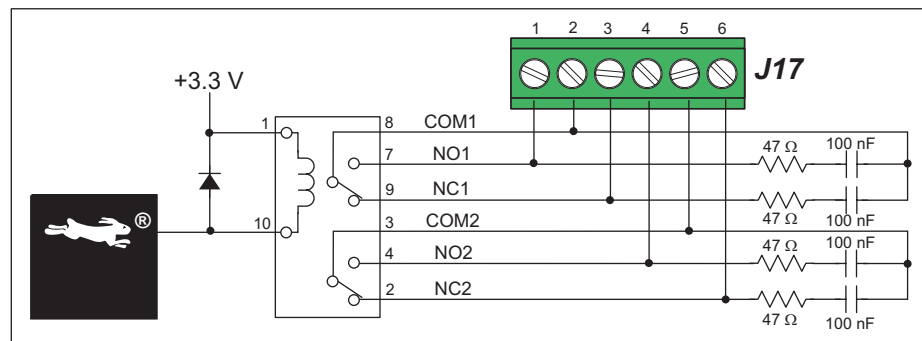 1 2 3 4 5 6
J17
+3.3 V
1
8 COM1
47 Ω 100 nF
7 NO1
9 NC1
47 Ω 100 nF
®
10
3 COM2
47 Ω 100 nF
4 NO2
2 NC2
47 Ω 100 nF